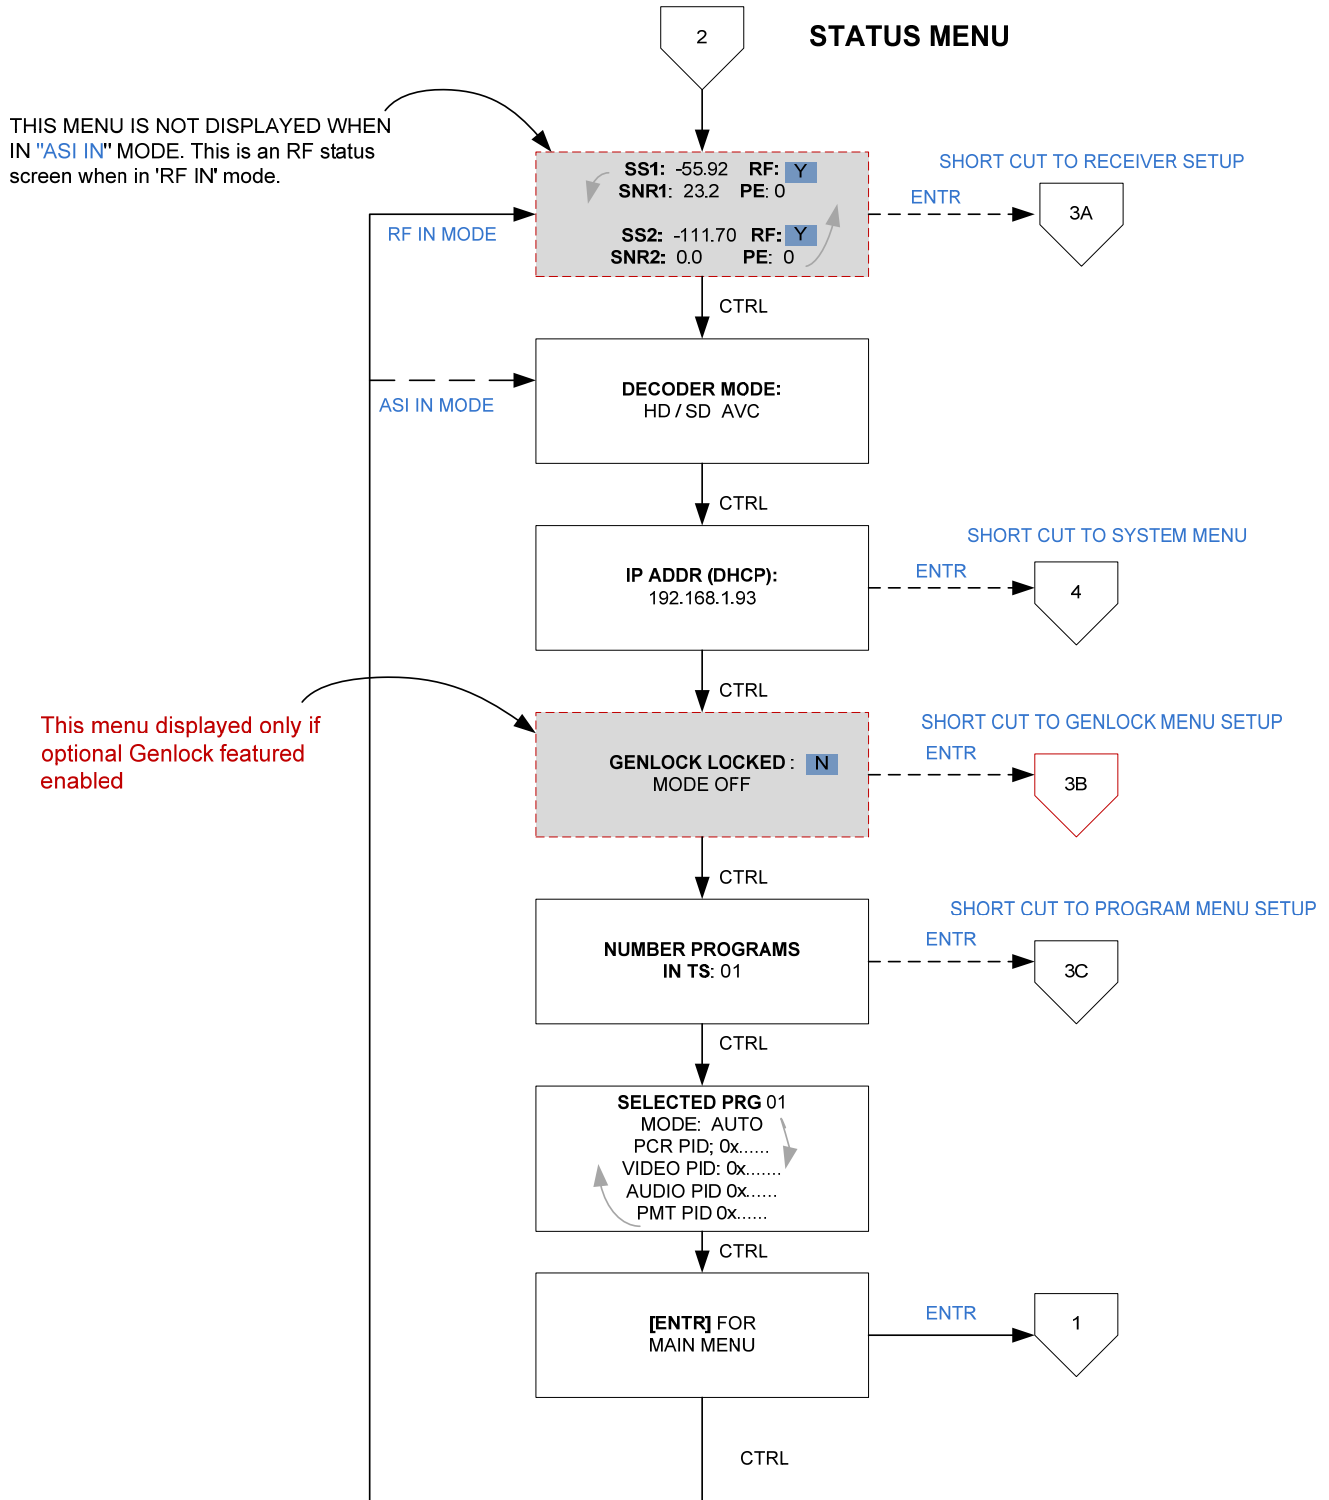 2
STATUS MENU
THIS MENU IS NOT DISPLAYED WHEN
IN "ASI IN" MODE. This is an RF status
screen when in 'RF IN' mode.
SS1: -55.92 RF: Y
SNR1: 23.2 PE: 0
SS2: -111.70 RF: Y
SNR2: 0.0 PE: 0
SHORT CUT TO RECEIVER SETUP
ENTR
3A
RF IN MODE
CTRL
DECODER MODE:
HD / SD AVC
ASI IN MODE
CTRL
IP ADDR (DHCP):
192.168.1.93
SHORT CUT TO SYSTEM MENU
ENTR
4
CTRL
This menu displayed only if
optional Genlock featured
enabled
GENLOCK LOCKED : N
MODE OFF
SHORT CUT TO GENLOCK MENU SETUP
ENTR
3B
CTRL
NUMBER PROGRAMS
IN TS: 01
SHORT CUT TO PROGRAM MENU SETUP
ENTR
3C
CTRL
SELECTED PRG 01
MODE: AUTO
PCR PID; 0x......
VIDEO PID: 0x.......
AUDIO PID 0x......
PMT PID 0x......
CTRL
[ENTR] FOR
MAIN MENU
ENTR
1
CTRL